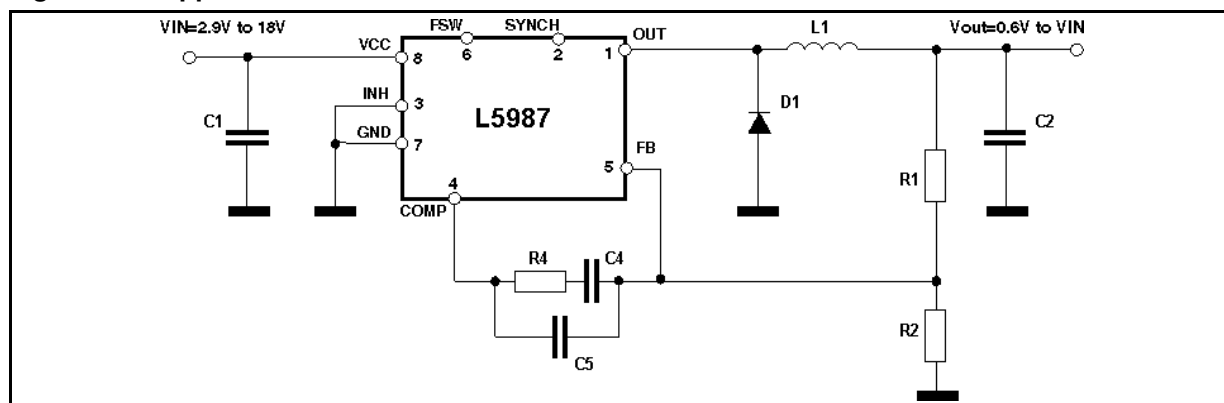 VIN=2.9V to 18V
FSW
SYNCH
OUT
L1
Vout=0.6V to VIN
VCC
8
6
2
1
INH
3
L5987
D1
C1
C2
GND
7
FB
5
R1
4
COMP
R4
C4
R2
C5